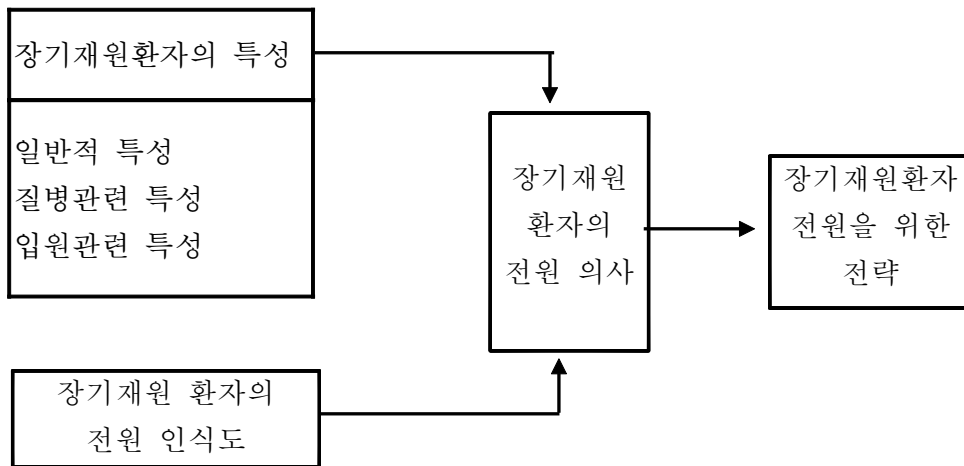 장기재원환자의 특성
일반적 특성
질병관련 특성
입원관련 특성
장기재원
환자의
전원 의사
장기재원환자
전원을 위한
전략
장기재원 환자의
전원 인식도